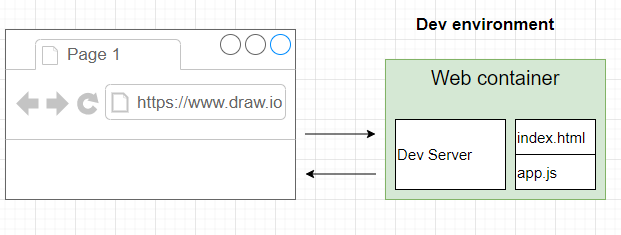 Dev environment
Page 1
https://www.draw.io
Web container
Dev Server
index.html
app.js